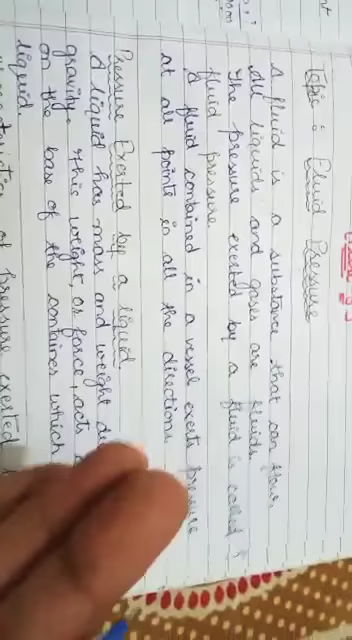 Topic : Fluid Pressure
A fluid is a substance that can flow.
All liquids and gases are fluids.
The pressure exerted by a fluid is called
fluid pressure.
A fluid contained in a vessel exerts pressure
at all points in all the directions.
Pressure Exerted by a liquid
A liquid has mass and weight
gravity. This weight, or force, acts
on the base of the container which
liquid.
of pressure exerted